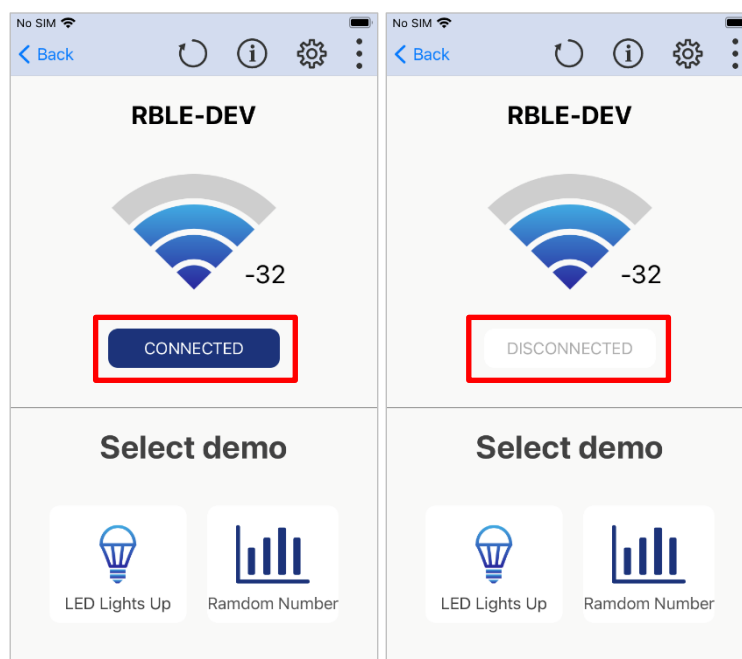 No SIM
Back
RBLE-DEV
-32
CONNECTED
Select demo
LED Lights Up
Ramdom Number
No SIM
Back
RBLE-DEV
-32
DISCONNECTED
Select demo
LED Lights Up
Ramdom Number